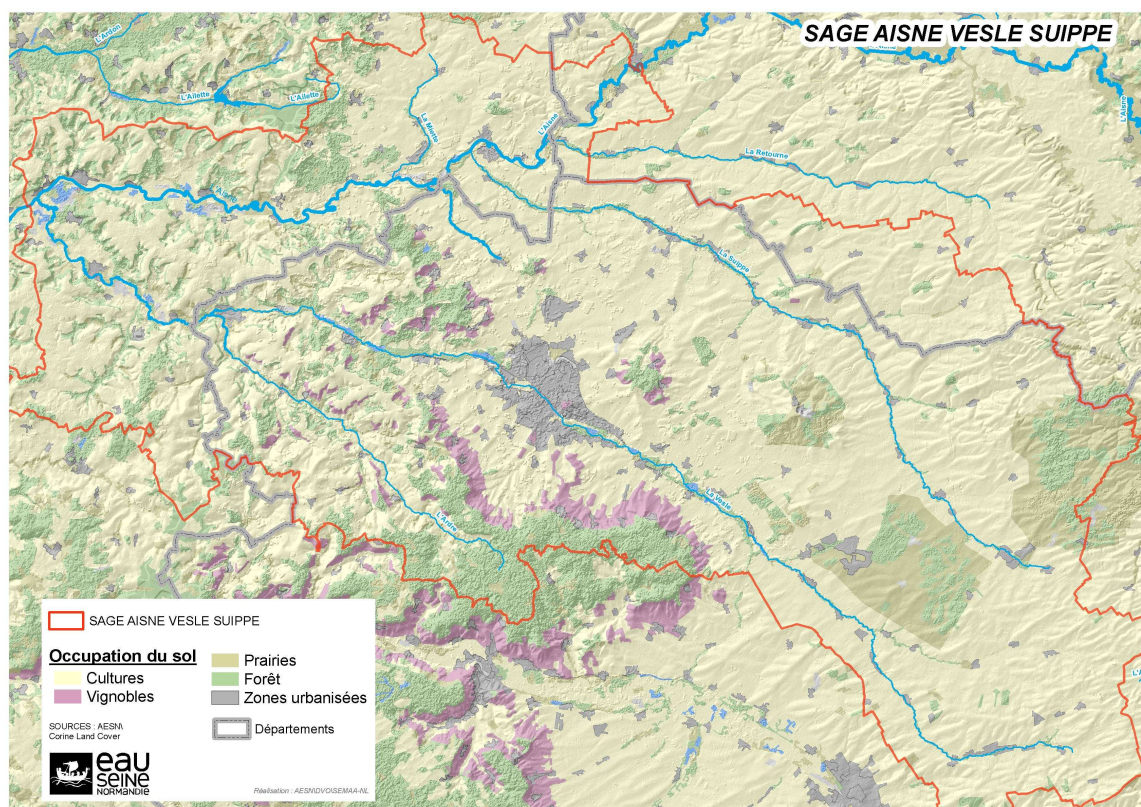 SAGE AISNE VESLE SUIPPE
L'Ardon
L'Ailette
L'Ailette
La Miette
L'Aisne
L'Aisne
La Retourne
Aisne
La Suippe
La Vesle
L'Ardre
SAGE AISNE VESLE SUIPPE
Occupation du sol
Cultures
Vignobles
Prairies
Forêt
Zones urbanisées
Départements
SOURCES : AESN\
Corine Land Cover
eau
SEINE
NORMANDIE
Réalisation : AESN\DVO\SEMAA-NL